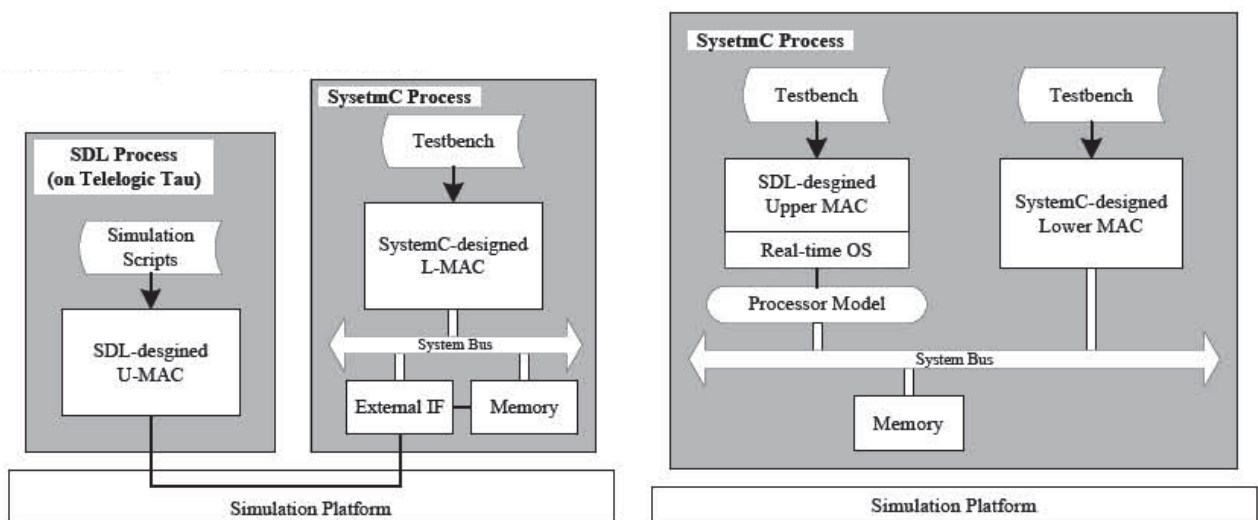 SDL Process
(on Telelogic Tau)
Simulation
Scripts
SDL-desgined
U-MAC
SysetmC Process
Testbench
SystemC-designed
L-MAC
System Bus
External IF
Memory
Simulation Platform
SysetmC Process
Testbench
Testbench
SDL-desgined
Upper MAC
Real-time OS
SystemC-designed
Lower MAC
Processor Model
System Bus
Memory
Simulation Platform